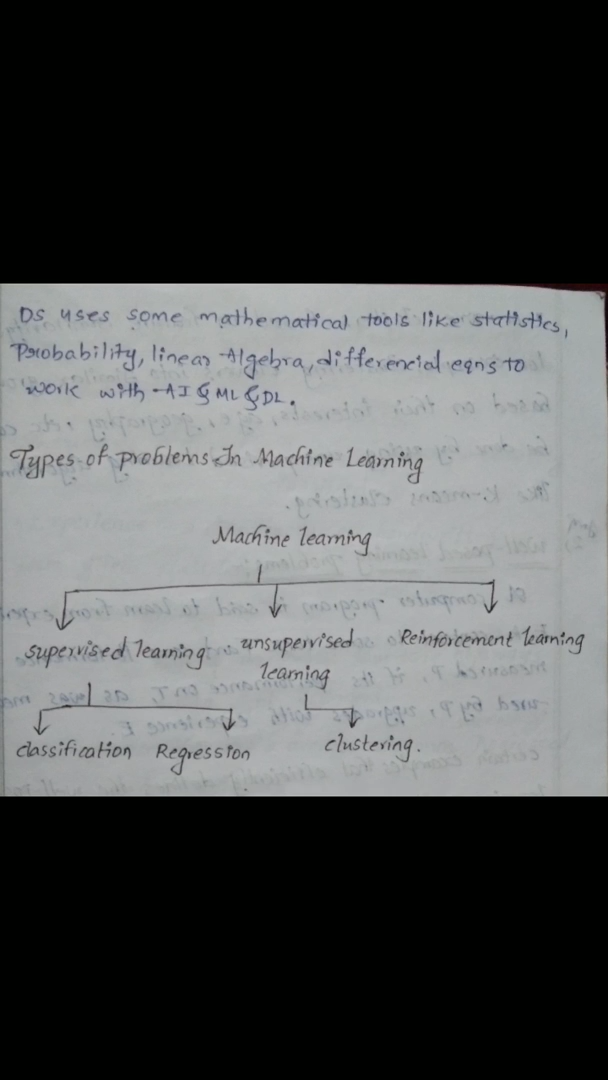 DS uses some mathematical tools like statistics,
Probability, linear Algebra, differencial eqns to
work with AI & ML & DL.
Types of problems In Machine Learning
Machine learning
supervised learning unsupervised learning Reinforcement learning
classification Regression clustering.